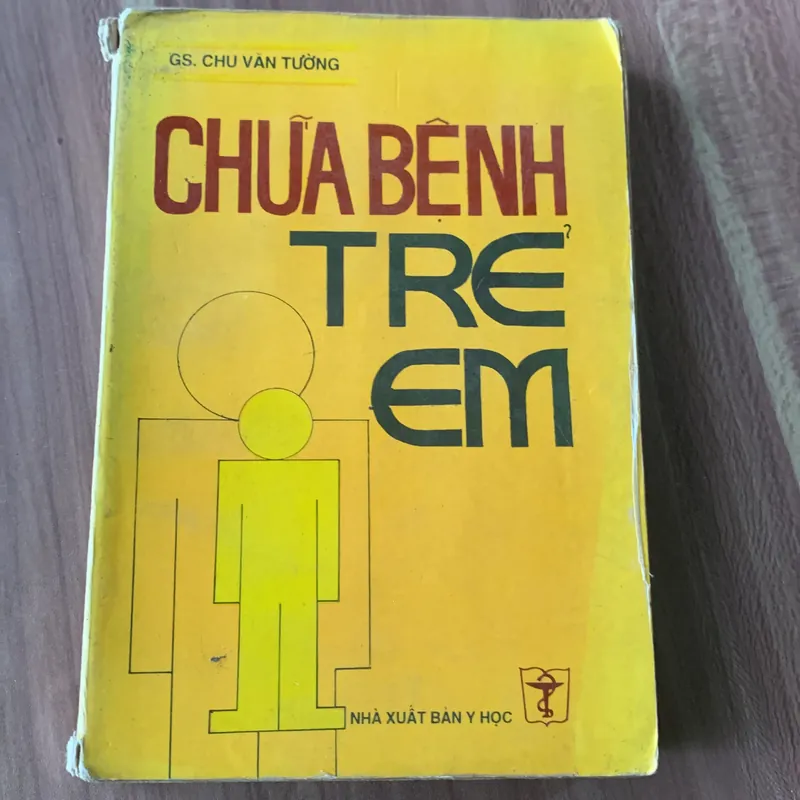 GS. CHU VĂN TƯỜNG
CHỮA BỆNH
TRẺ
EM
NHÀ XUẤT BẢN Y HỌC